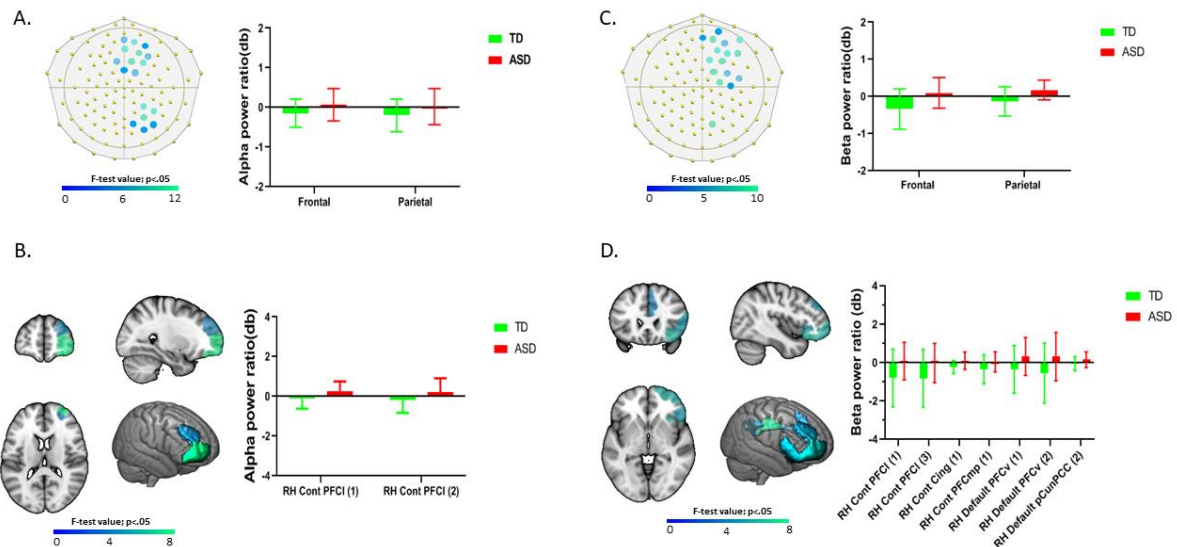 A.
F-test value; p<.05
0 6 12
Alpha power ratio(db)
2
1
0
-1
-2
Frontal Parietal
TD
ASD
C.
F-test value; p<.05
0 5 10
Beta power ratio(db)
2
1
0
-1
-2
Frontal Parietal
TD
ASD
B.
F-test value; p<.05
0 4 8
Alpha power ratio (db)
4
2
0
-2
-4
RH Cont PFCl (1) RH Cont PFCl (2)
TD
ASD
D.
F-test value; p<.05
0 4 8
Beta power ratio (db)
4
2
0
-2
-4
RH Cont PFCl (1)
RH Cont PFCl (3)
RH Cont Cing (1)
RH Cont PFCmp (1)
RH Default PFCv (1)
RH Default PFCv (2)
RH Default pCunPCC (2)
TD
ASD